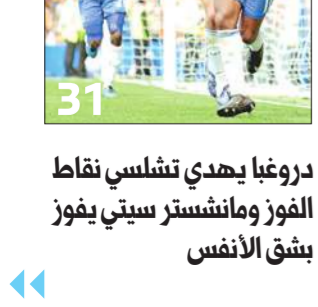 31
دروغبا يهدي تشلسي نقاط
الفوز ومانشستر سيتي يفوز
بشق الأنفس